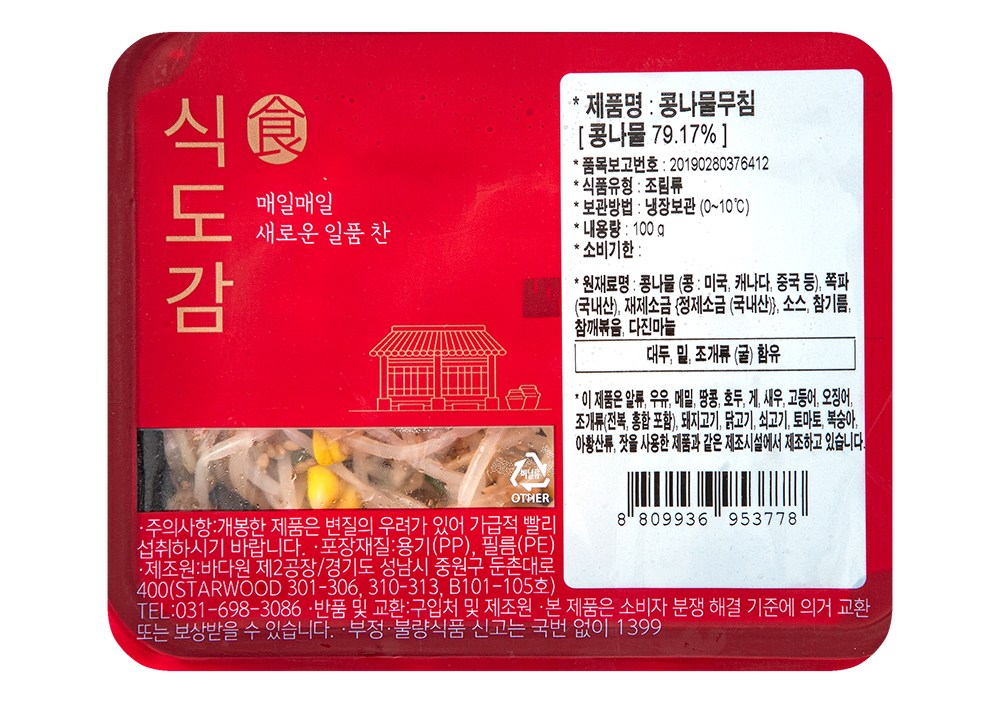 식도감
食
매일매일
새로운 일품 찬
* 제품명 : 콩나물무침
[ 콩나물 79.17% ]
* 품목보고번호 : 20190280376412
* 식품유형 : 조림류
* 보관방법 : 냉장보관 (0~10℃)
* 내용량 : 100 g
* 소비기한 :
* 원재료명 : 콩나물 (콩 : 미국, 캐나다, 중국 등), 쪽파
(국내산), 재제소금 {정제소금 (국내산)}, 소스, 참기름,
참깨볶음, 다진마늘
대두, 밀, 조개류 (굴) 함유
* 이 제품은 알류, 우유, 메밀, 땅콩, 호두, 게, 새우, 고등어, 오징어,
조개류(전복, 홍합 포함), 돼지고기, 닭고기, 쇠고기, 토마토, 복숭아,
아황산류, 잣을 사용한 제품과 같은 제조시설에서 제조하고 있습니다.
8 809936 953778
비닐류
OTHER
·주의사항:개봉한 제품은 변질의 우려가 있어 가급적 빨리
섭취하시기 바랍니다. ·포장재질:용기(PP), 필름(PE)
·제조원:바다원 제2공장/경기도 성남시 중원구 둔촌대로
400(STARWOOD 301-306, 310-313, B101-105호)
TEL:031-698-3086 ·반품 및 교환:구입처 및 제조원 ·본 제품은 소비자 분쟁 해결 기준에 의거 교환
또는 보상받을 수 있습니다. ·부정·불량식품 신고는 국번 없이 1399